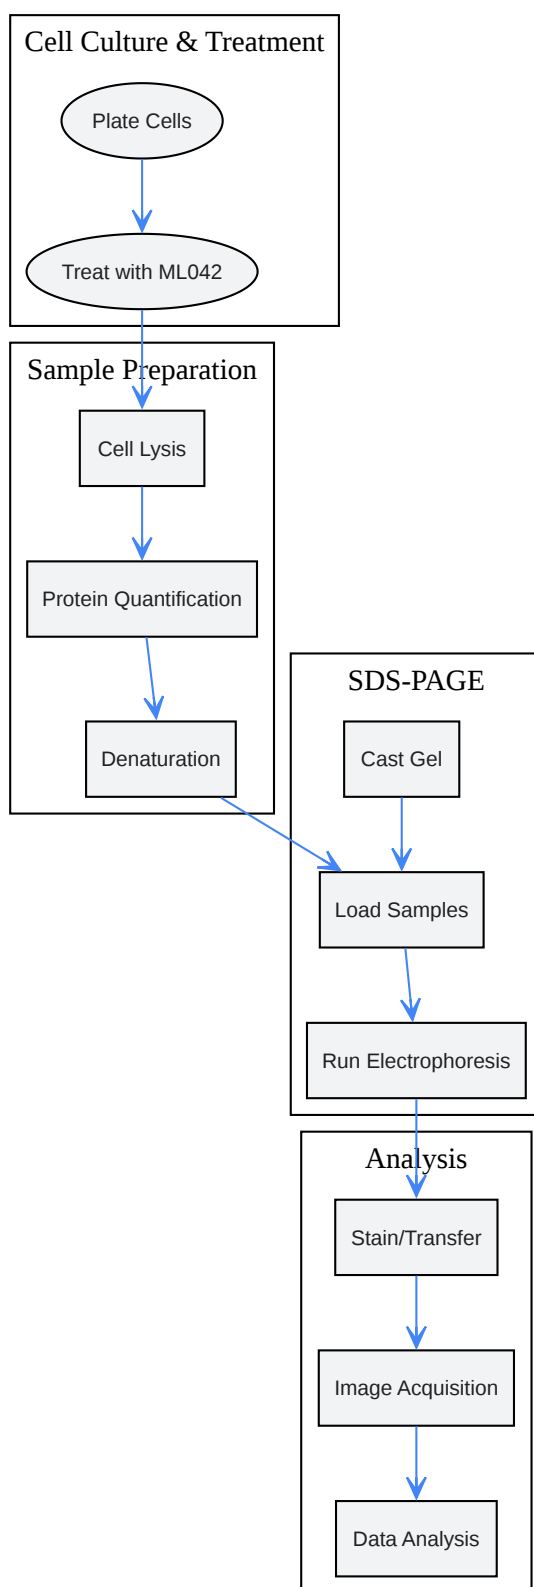 Cell Culture & Treatment
Plate Cells
Treat with ML042
Sample Preparation
Cell Lysis
Protein Quantification
Denaturation
SDS-PAGE
Cast Gel
Load Samples
Run Electrophoresis
Analysis
Stain/Transfer
Image Acquisition
Data Analysis